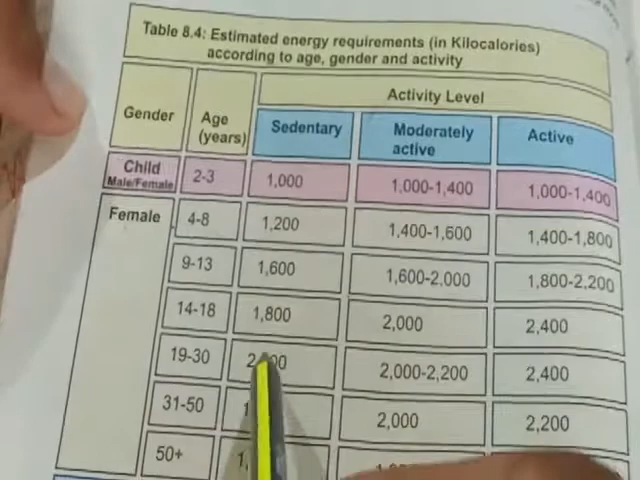 Table 8.4: Estimated energy requirements (in Kilocalories)
according to age, gender and activity
Gender Age (years) Activity Level
Sedentary Moderately active Active
Child Male/Female 2-3 1,000 1,000-1,400 1,000-1,400
Female 4-8 1,200 1,400-1,600 1,400-1,800
9-13 1,600 1,600-2,000 1,800-2,200
14-18 1,800 2,000 2,400
19-30 2,000-2,200 2,400
31-50 2,000 2,200
50+